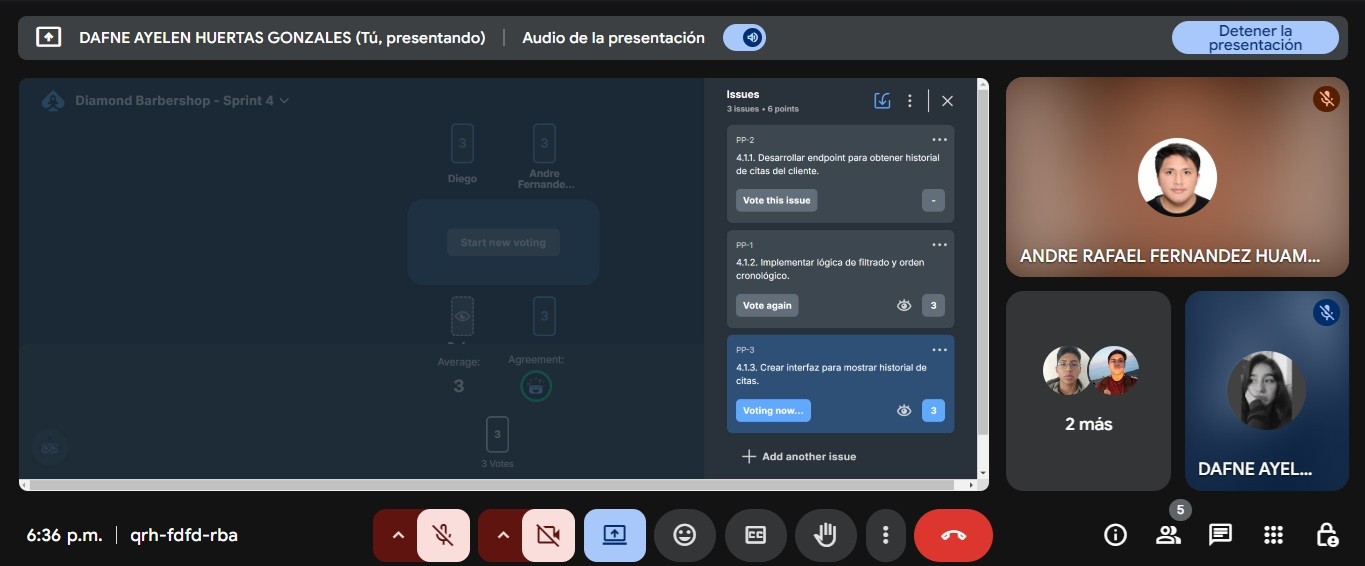 DAFNE AYELEN HUERTAS GONZALES (Tú, presentando)
Audio de la presentación
Detener la
presentación
Diamond Barbershop - Sprint 4
3
3
Diego
Andre
Fernande...
Start new voting
3
Average:
Agreement:
3
3
3 Votes
Issues
3 issues • 6 points
PP-2
4.1.1. Desarrollar endpoint para obtener historial
de citas del cliente.
Vote this issue
-
PP-1
4.1.2. Implementar lógica de filtrado y orden
cronológico.
Vote again
3
PP-3
4.1.3. Crear interfaz para mostrar historial de
citas.
Voting now...
3
Add another issue
ANDRE RAFAEL FERNANDEZ HUAM...
2 más
DAFNE AYEL...
6:36 p.m.
qrh-fdfd-rba
5